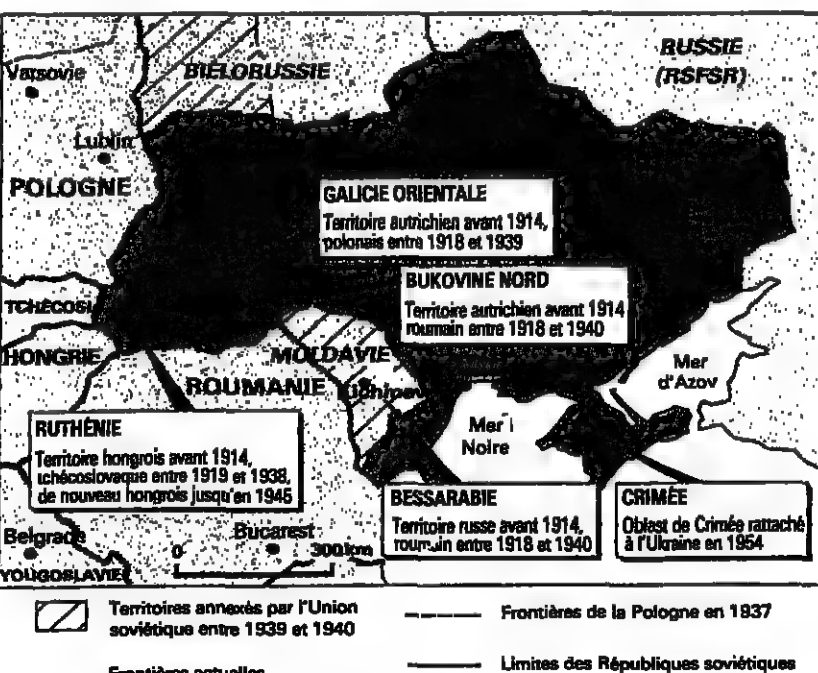 RUSSIE
(RSFSR)
Varsovie
BIÉLORUSSIE
Lublin
POLOGNE
GALICIE ORIENTALE
Territoire autrichien avant 1914,
polonais entre 1918 et 1939
BUKOVINE NORD
Territoire autrichien avant 1914
roumain entre 1918 et 1940
TCHÉCOSL
HONGRIE
MOLDAVIE
ROUMANIE
Mer
d'Azov
Mer
Noire
RUTHÉNIE
Territoire hongrois avant 1914,
tchécoslovaque entre 1919 et 1938,
de nouveau hongrois jusqu'en 1945
BESSARABIE
Territoire russe avant 1914,
roumain entre 1918 et 1940
CRIMÉE
Oblast de Crimée rattaché
à l'Ukraine en 1954
Belgrade
Bucarest
0 300 km
YOUGOSLAVIE
Territoires annexés par l'Union
soviétique entre 1939 et 1940
Frontières de la Pologne en 1937
Frontières actuelles
Limites des Républiques soviétiques